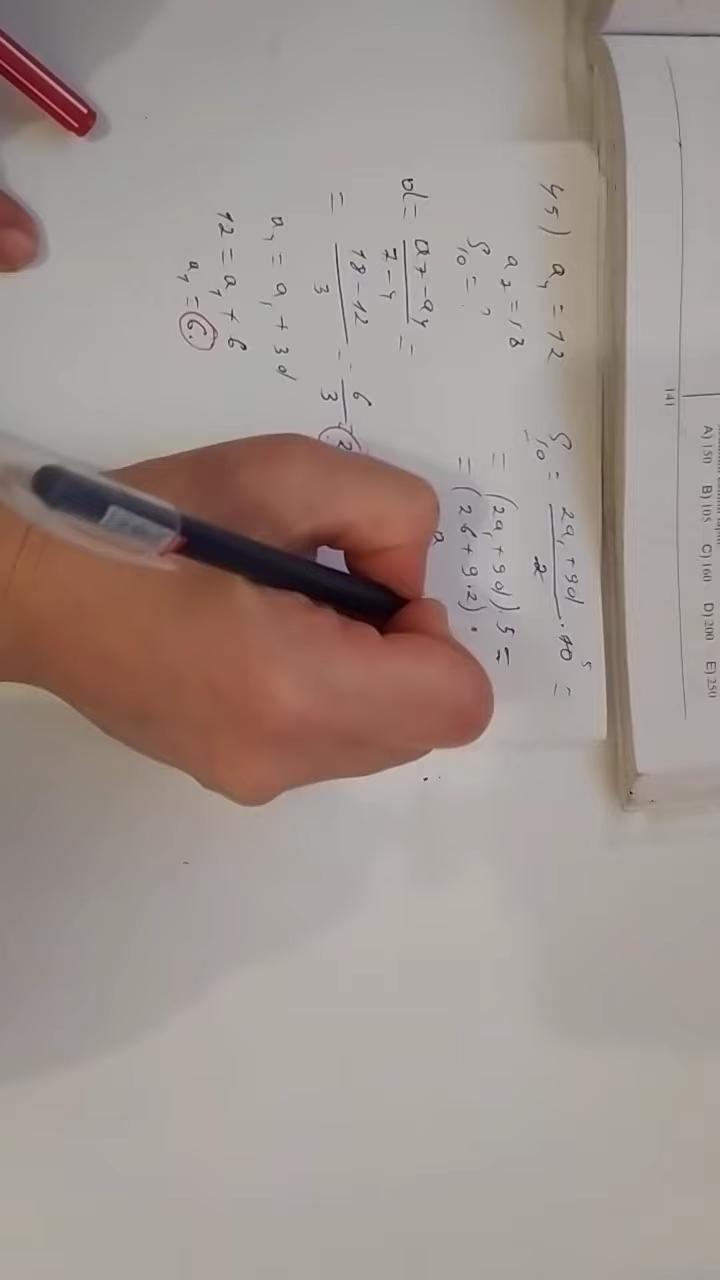 45) a₄ = 12
a₇ = 18
S₁₀ = ?
d = a₇ - a₄ / 7 - 4 =
= 18 - 12 / 3 = 6 / 3 = 2
a₄ = a₁ + 3d
12 = a₁ + 6
a₁ = 6
S₁₀ = 2a₁ + 9d / 2 · 10 5 =
= (2a₁ + 9d) · 5 =
= (2 6 + 9 · 2) ·
A) 150 B) 105 C) 160 D) 200 E) 250
141